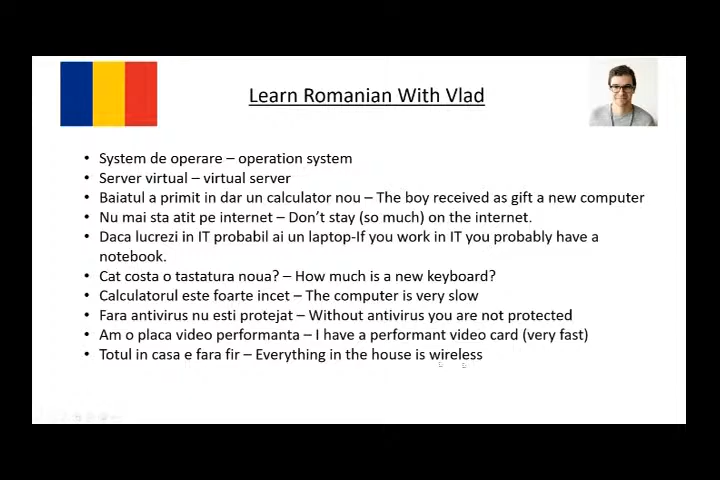 Learn Romanian With Vlad
• System de operare – operation system
• Server virtual – virtual server
• Baiatul a primit in dar un calculator nou – The boy received as gift a new computer
• Nu mai sta atit pe internet – Don't stay (so much) on the internet.
• Daca lucrezi in IT probabil ai un laptop-If you work in IT you probably have a
notebook.
• Cat costa o tastatura noua? – How much is a new keyboard?
• Calculatorul este foarte incet – The computer is very slow
• Fara antivirus nu esti protejat – Without antivirus you are not protected
• Am o placa video performanta – I have a performant video card (very fast)
• Totul in casa e fara fir – Everything in the house is wireless